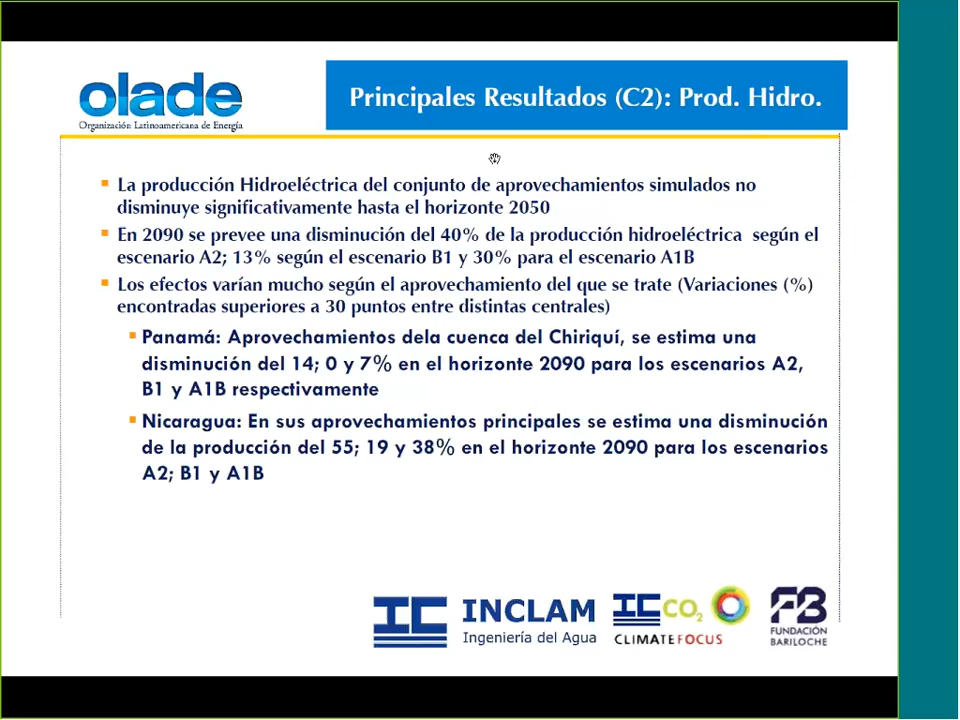 olade
Organización Latinoamericana de Energía
Principales Resultados (C2): Prod. Hidro.
La producción Hidroeléctrica del conjunto de aprovechamientos simulados no
disminuye significativamente hasta el horizonte 2050
En 2090 se prevee una disminución del 40% de la producción hidroeléctrica según el
escenario A2; 13% según el escenario B1 y 30% para el escenario A1B
Los efectos varían mucho según el aprovechamiento del que se trate (Variaciones (%)
encontradas superiores a 30 puntos entre distintas centrales)
Panamá: Aprovechamientos dela cuenca del Chiriquí, se estima una
disminución del 14; 0 y 7% en el horizonte 2090 para los escenarios A2,
B1 y A1B respectivamente
Nicaragua: En sus aprovechamientos principales se estima una disminución
de la producción del 55; 19 y 38% en el horizonte 2090 para los escenarios
A2; B1 y A1B
IC INCLAM
Ingeniería del Agua
IC CO2
CLIMATEFOCUS
FB
FUNDACIÓN
BARILOCHE